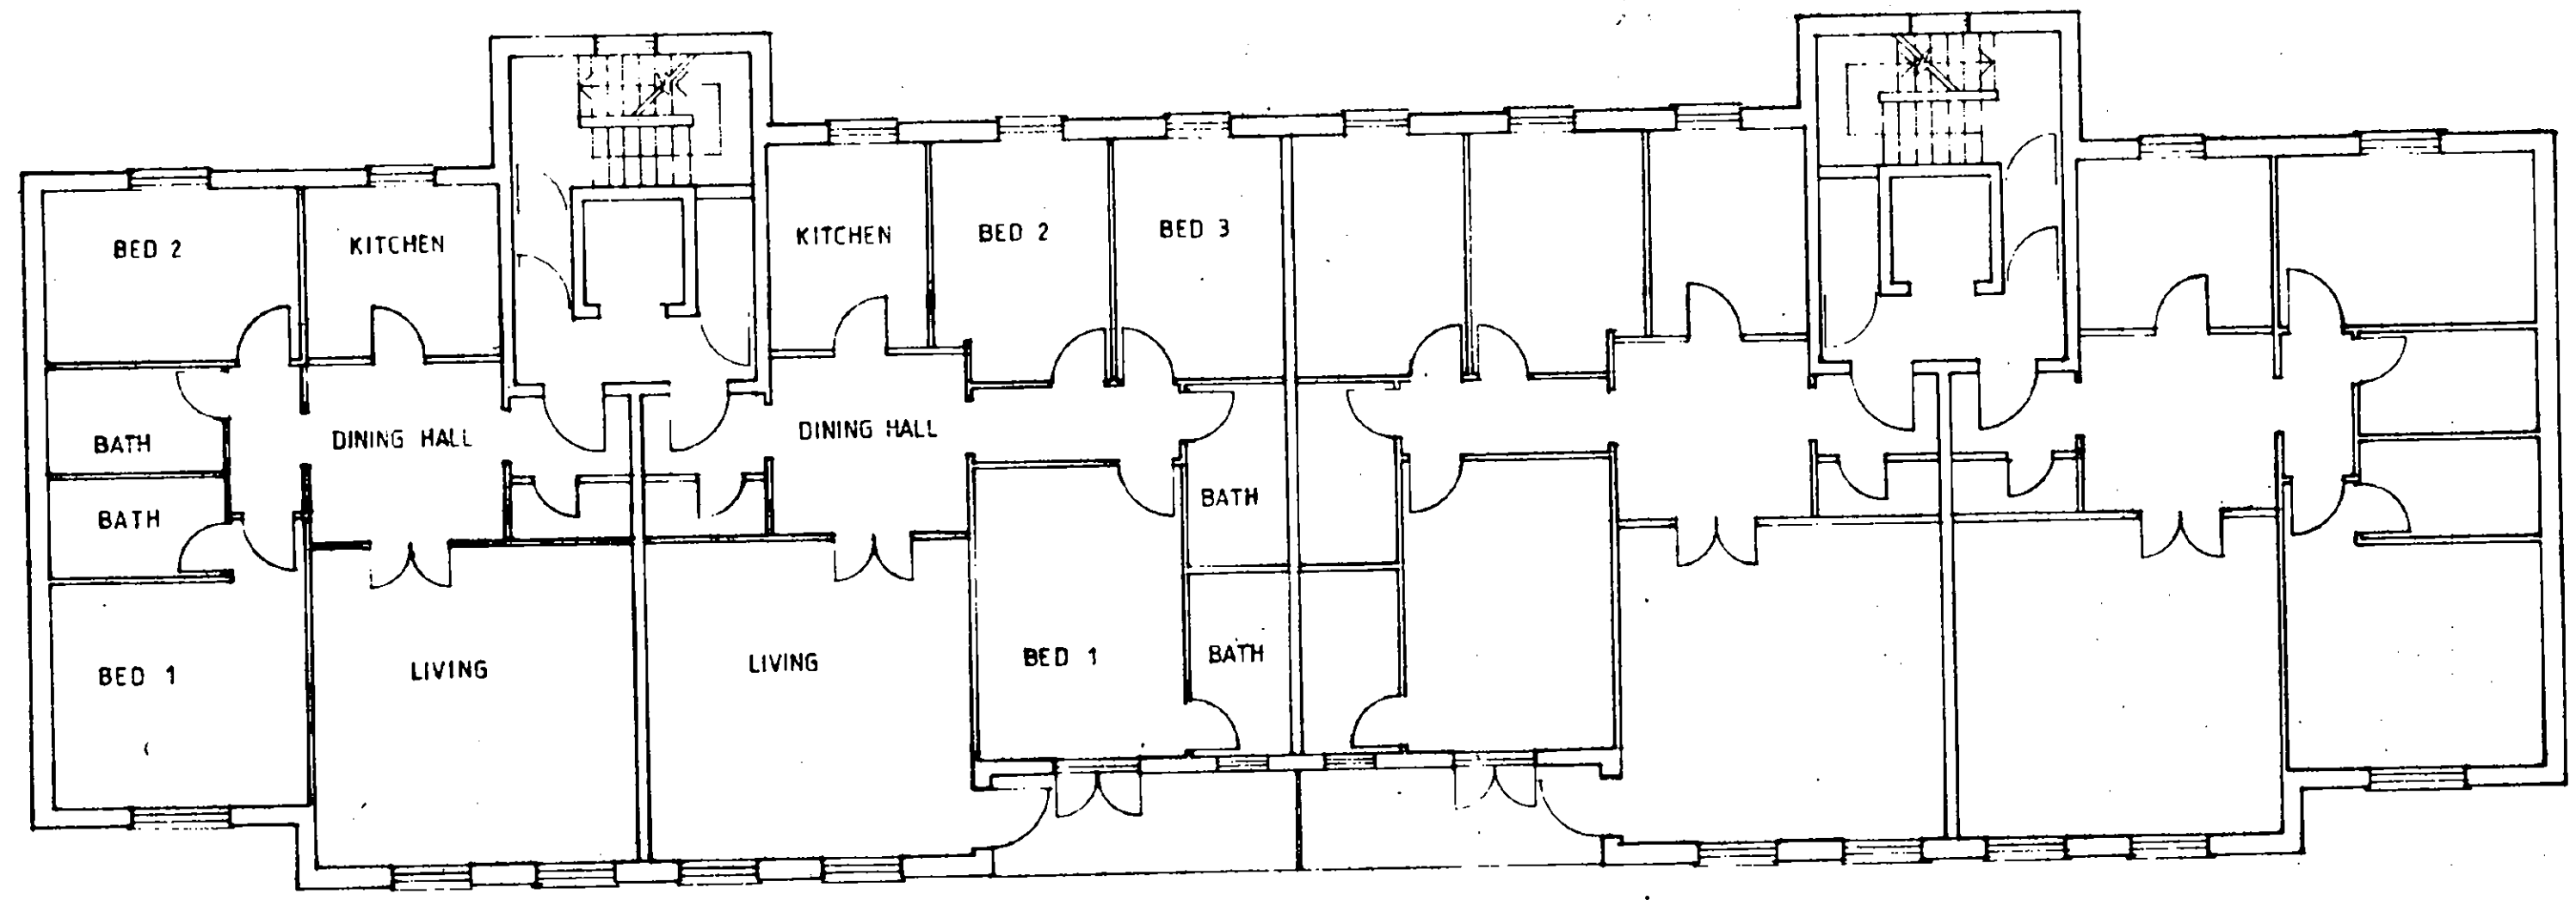 BED 2
KITCHEN
KITCHEN
BED 2
BED 3
BATH
DINING HALL
DINING HALL
BATH
BATH
BED 1
LIVING
LIVING
BED 1
BATH